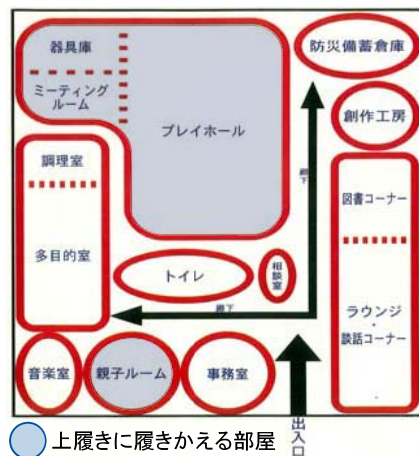 器具庫
防災備蓄倉庫
ミーティング
ルーム
プレイホール
創作工房
調理室
廊下
図書コーナー
多目的室
トイレ
相談室
廊下
ラウンジ
・
談話コーナー
音楽室
親子ルーム
事務室
出入口
上履きに履きかえる部屋